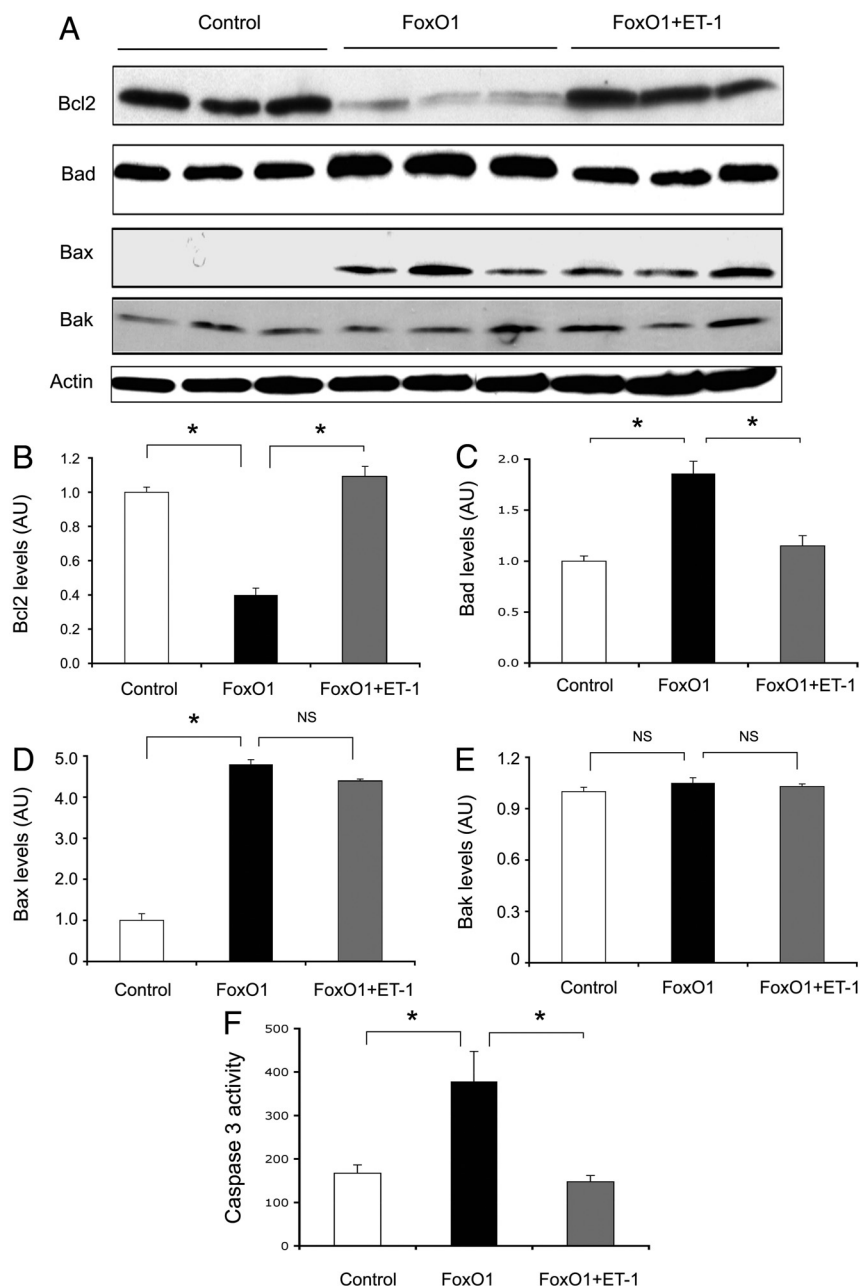 A
Control FoxO1 FoxO1+ET-1
Bcl2
Bad
Bax
Bak
Actin
B
* *
Bcl2 levels (AU)
1.2
1.0
0.8
0.6
0.4
0.2
0.0
Control FoxO1 FoxO1+ET-1
C
* *
Bad levels (AU)
2.0
1.5
1.0
0.5
0.0
Control FoxO1 FoxO1+ET-1
D
* NS
Bax levels (AU)
5.0
4.0
3.0
2.0
1.0
0
Control FoxO1 FoxO1+ET-1
E
NS NS
Bak levels (AU)
1.2
0.9
0.6
0.3
0
Control FoxO1 FoxO1+ET-1
F
* *
Caspase 3 activity
500
400
300
200
100
0
Control FoxO1 FoxO1+ET-1